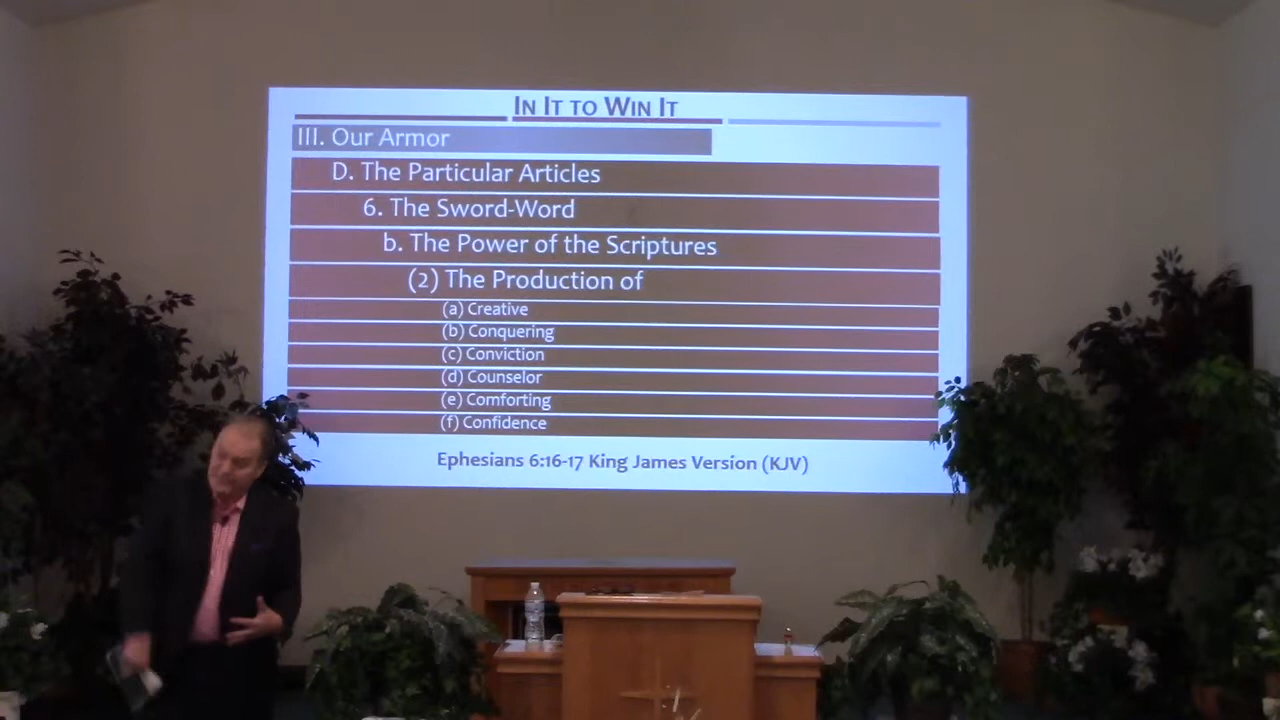 IN IT TO WIN IT
III. Our Armor
D. The Particular Articles
6. The Sword-Word
b. The Power of the Scriptures
(2) The Production of
(a) Creative
(b) Conquering
(c) Conviction
(d) Counselor
(e) Comforting
(f) Confidence
Ephesians 6:16-17 King James Version (KJV)